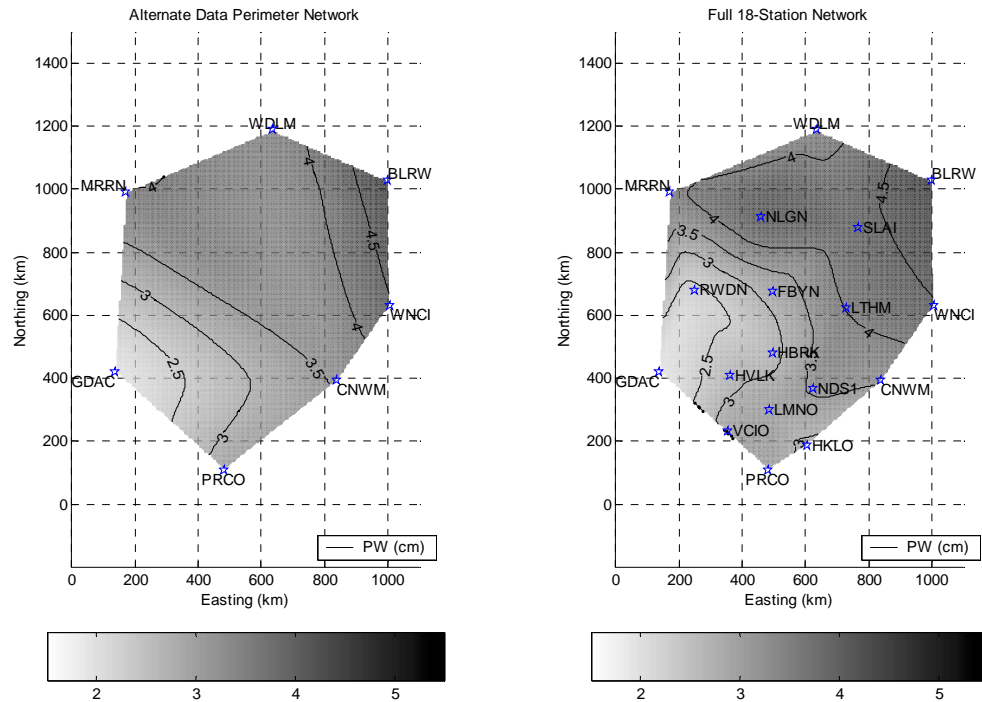 Alternate Data Perimeter Network
1400
1200
1000
800
600
400
200
0
Northing (km)
WDLM
BLRW
MRRN
WNCI
GDAC
CNWM
PRCO
4
4
4.5
4
3.5
3
2.5
3
PW (cm)
0 200 400 600 800 1000
Easting (km)
2 3 4 5
Full 18-Station Network
1400
1200
1000
800
600
400
200
0
Northing (km)
WDLM
BLRW
MRRN
NLGN
SLAI
RWDN
FBYN
LTHM
WNCI
HBRK
GDAC
HVLK
NDS1
CNWM
LMNO
VCIO
HKLO
PRCO
4
4.5
4
3.5
3
4
2.5
3.5
3
3
PW (cm)
0 200 400 600 800 1000
Easting (km)
2 3 4 5